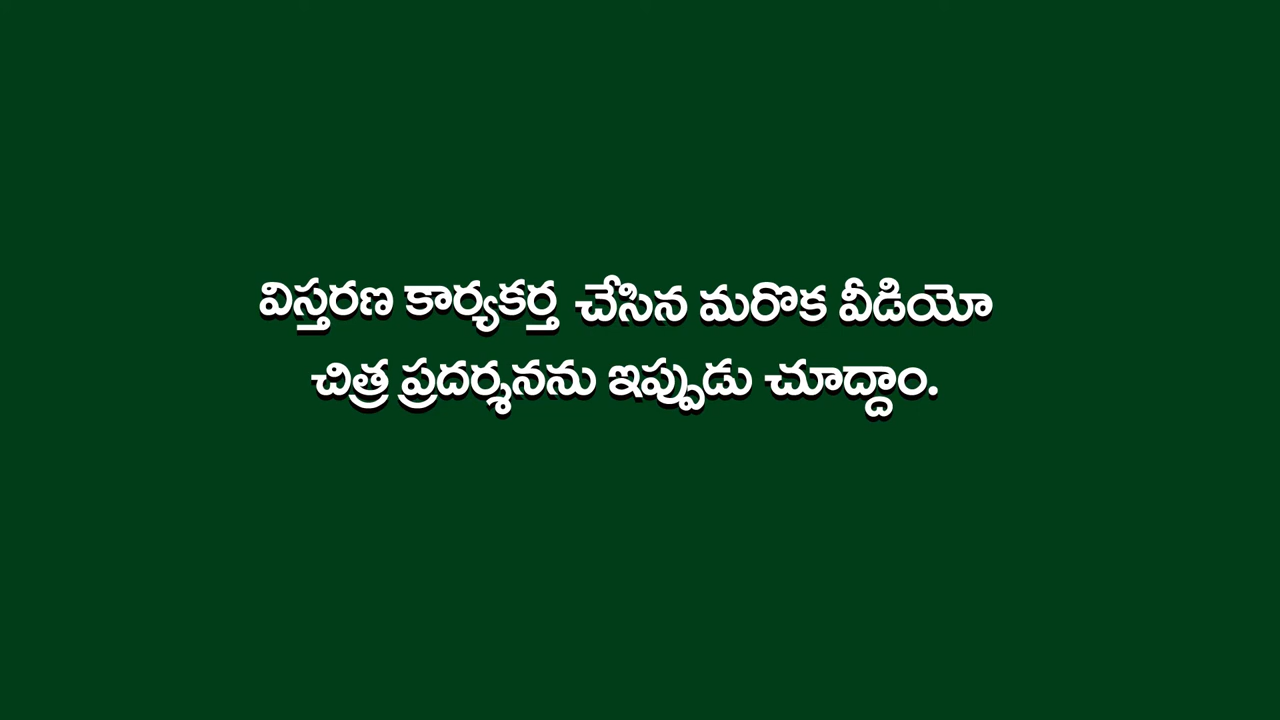 విస్తరణ కార్యకర్త చేసిన మరొక వీడియో
చిత్ర ప్రదర్శనను ఇప్పుడు చూద్దాం.